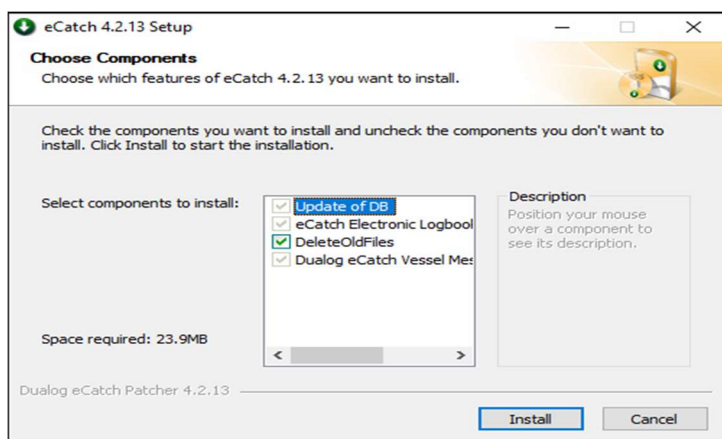 eCatch 4.2.13 Setup
Choose Components
Choose which features of eCatch 4.2.13 you want to install.
Check the components you want to install and uncheck the components you don't want to
install. Click Install to start the installation.
Select components to install:
Update of DB
eCatch Electronic Logbool
DeleteOldFiles
Dualog eCatch Vessel Mes
Description
Position your mouse
over a component to
see its description.
Space required: 23.9MB
Dualog eCatch Patcher 4.2.13
Install
Cancel